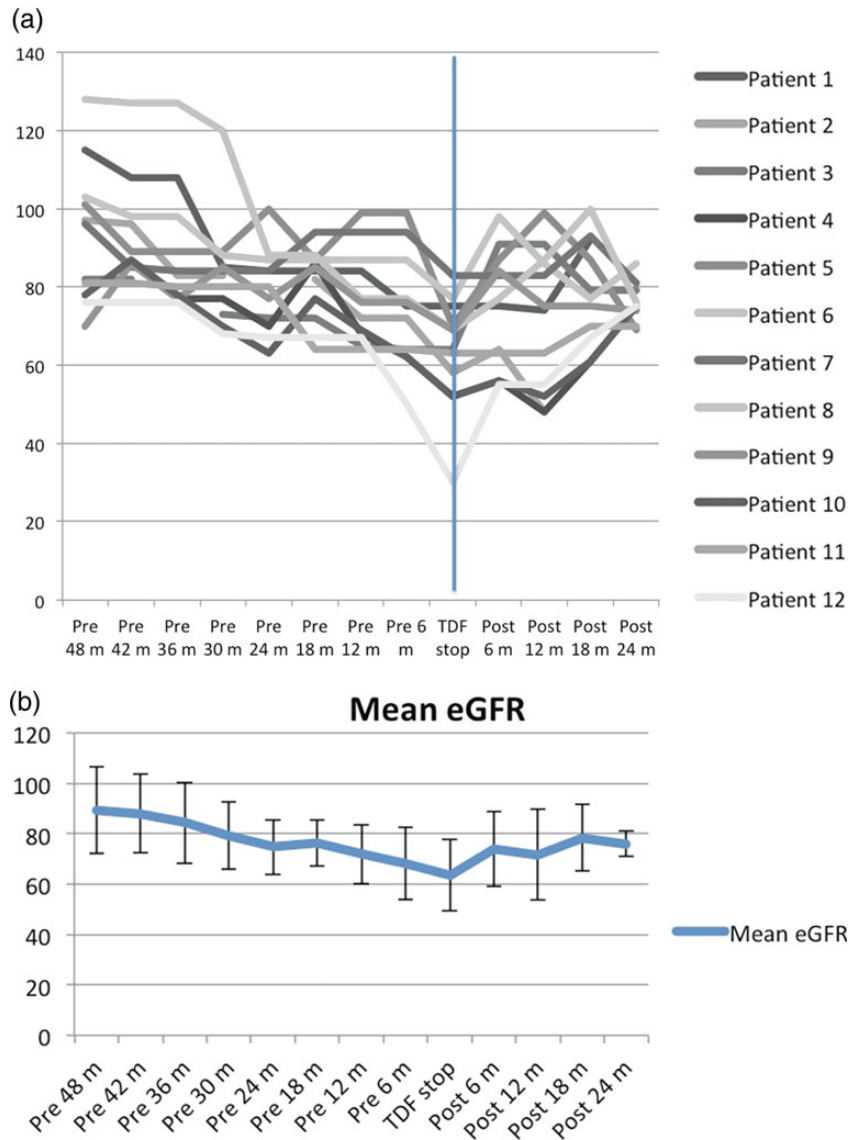 (a)
140
120
100
80
60
40
20
0
Pre Pre Pre Pre Pre Pre Pre Pre 6 TDF Post Post Post Post
48 m 42 m 36 m 30 m 24 m 18 m 12 m m stop 6 m 12 m 18 m 24 m
Patient 1
Patient 2
Patient 3
Patient 4
Patient 5
Patient 6
Patient 7
Patient 8
Patient 9
Patient 10
Patient 11
Patient 12
(b)
Mean eGFR
120
100
80
60
40
20
0
Pre 48 m
Pre 42 m
Pre 36 m
Pre 30 m
Pre 24 m
Pre 18 m
Pre 12 m
Pre 6 m
TDF stop
Post 6 m
Post 12 m
Post 18 m
Post 24 m
Mean eGFR